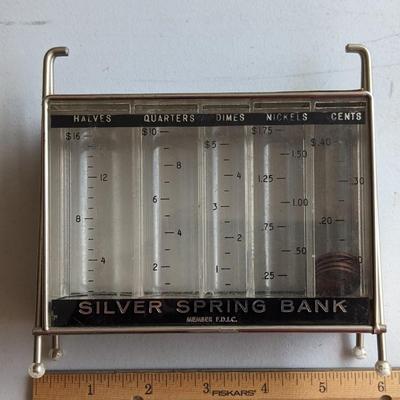 HALVES QUARTERS DIMES NICKELS CENTS
$16 $10 $5 $1.75 $.40
12 8 4 1.50 .30
8 6 3 1.25 1.00
4 4 2 .50
2 1 .25
SILVER SPRING BANK
MEMBER F.D.I.C.
1 2 3 4 5 6
FISKARS